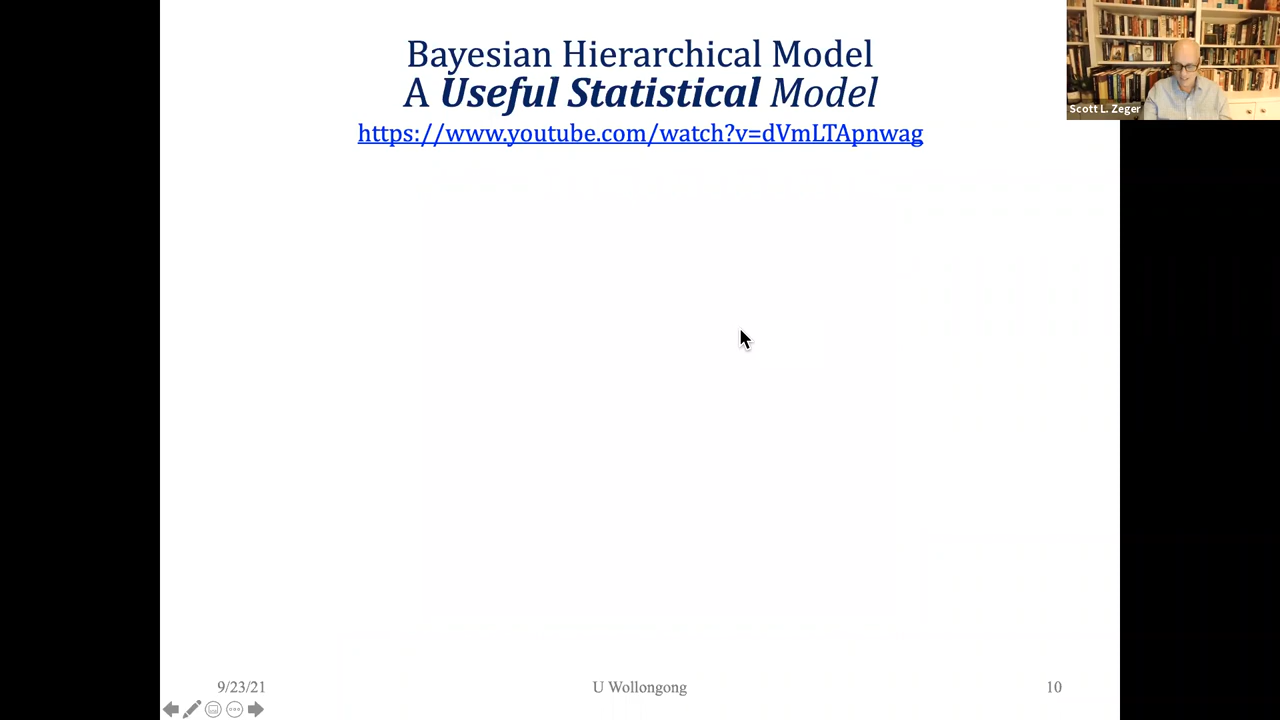 Bayesian Hierarchical Model
A Useful Statistical Model
https://www.youtube.com/watch?v=dVmLTApnwag
Scott L. Zeger
9/23/21
U Wollongong
10